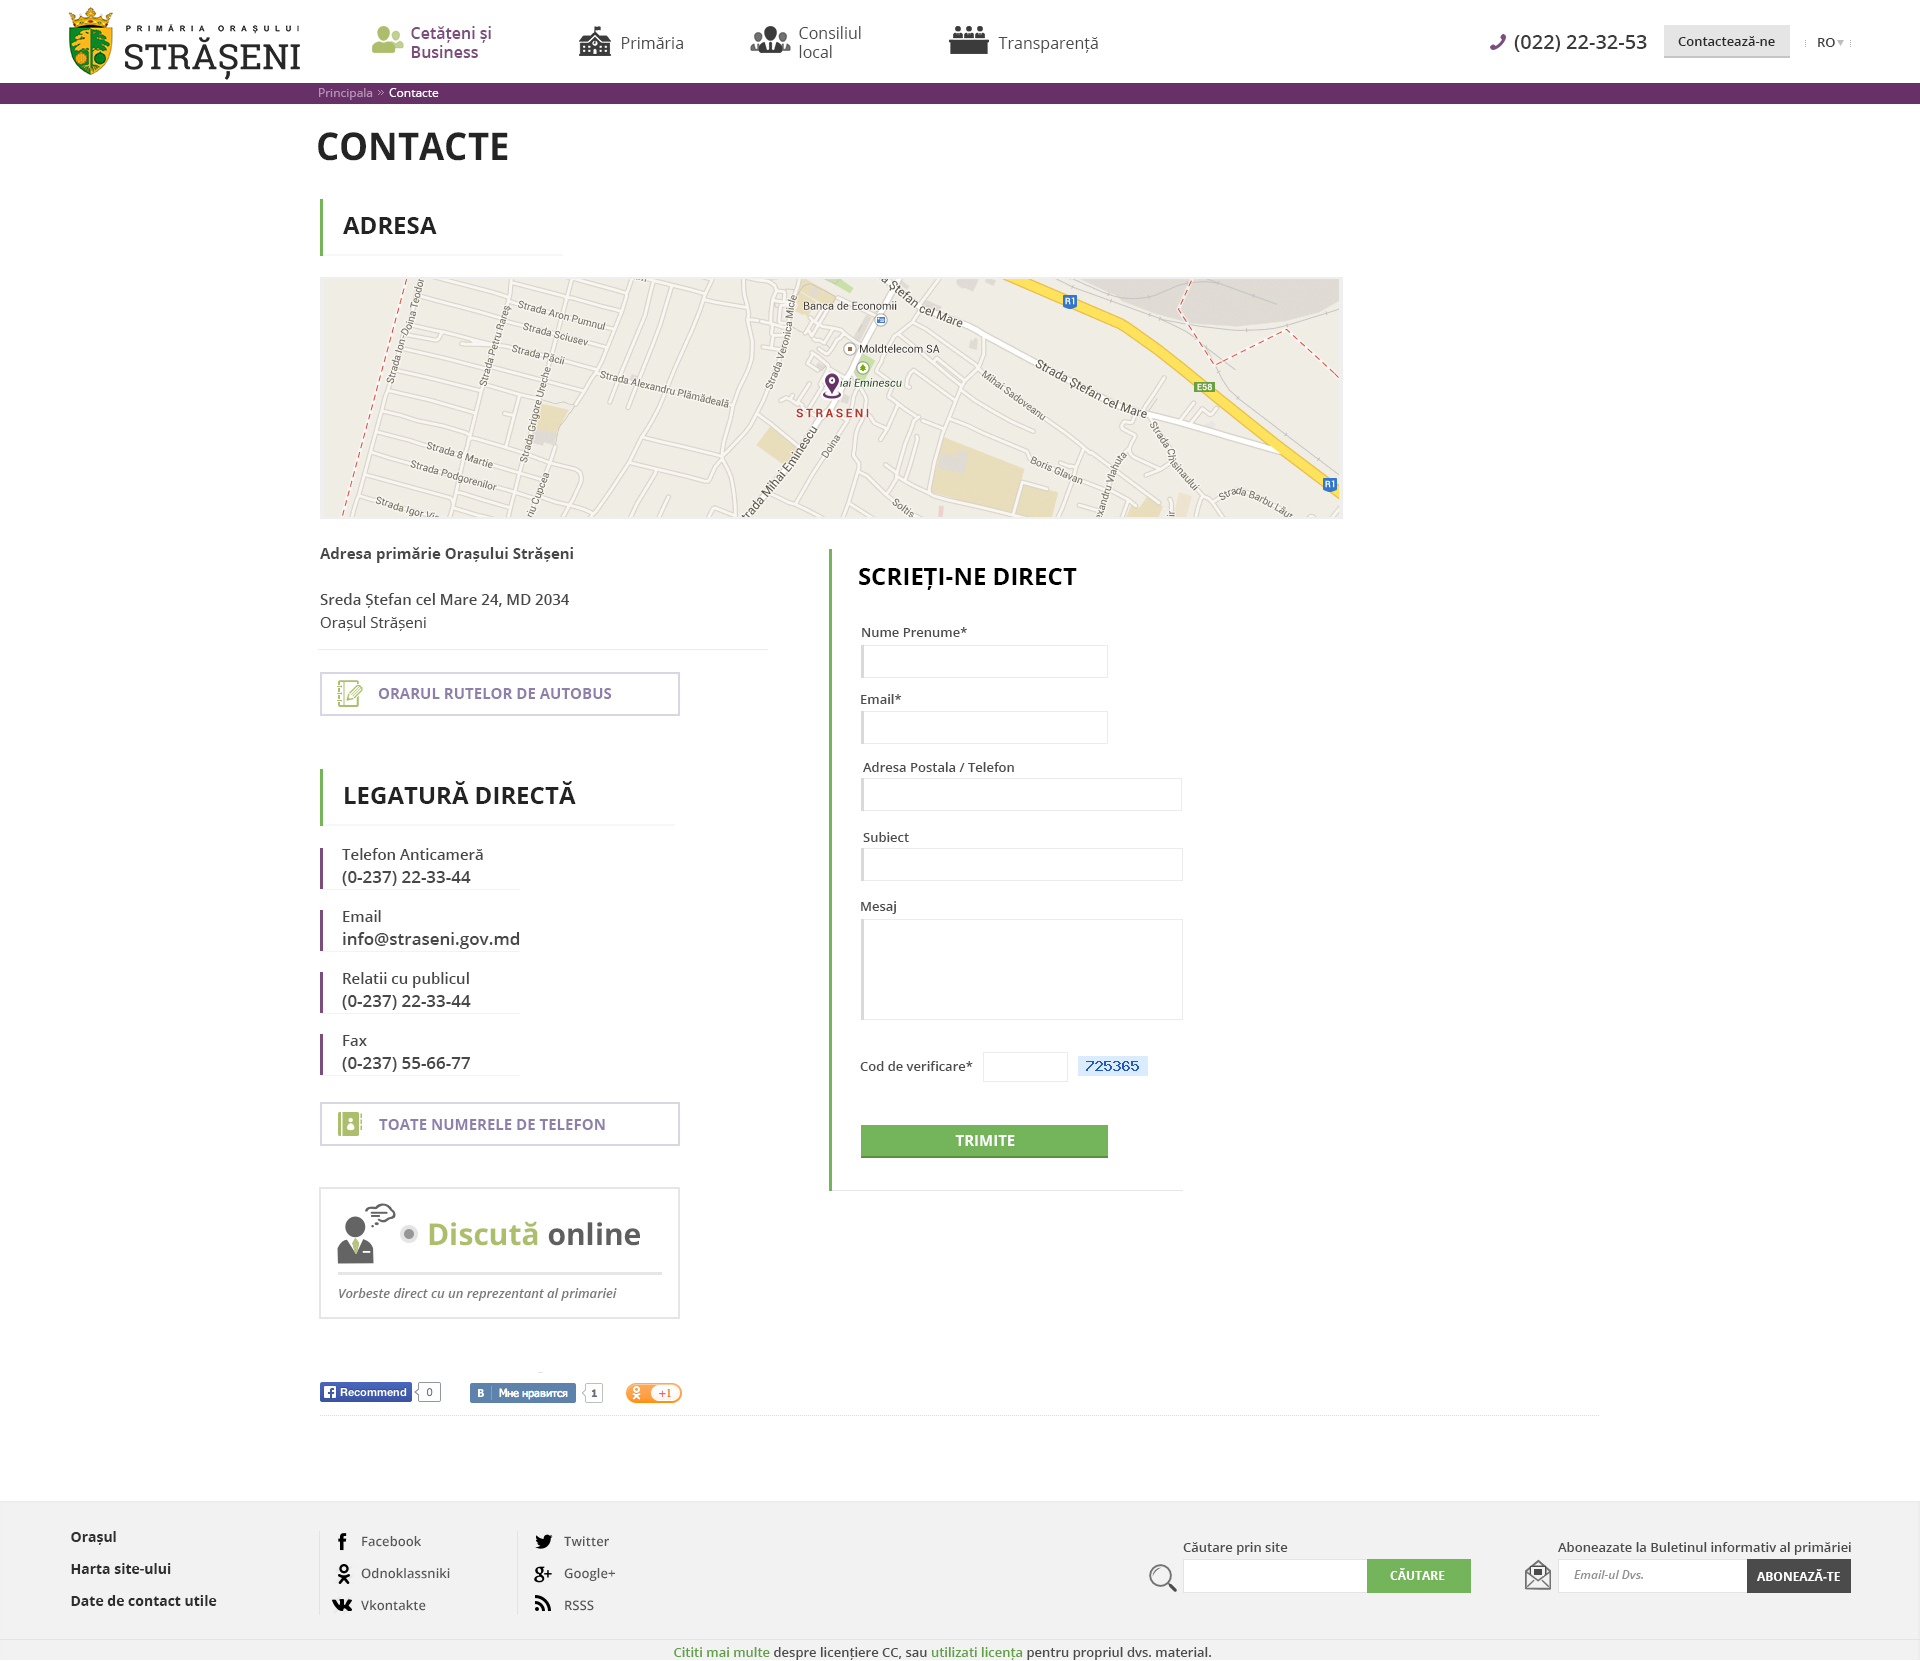 PRIMĂRIA ORAȘULUI
STRĂȘENI
Cetățeni și
Business
Primăria
Consiliul
local
Transparență
(022) 22-32-53
Contactează-ne
RO
Principala » Contacte
CONTACTE
ADRESA
Strada Ion-Doina Teodor
Strada Petru Rareș
Strada Aron Pumnul
Strada Sciusev
Strada Păcii
Strada Grigore Ureche
Strada Alexandru Plămădeală
Strada Veronica Micle
Banca de Economii
Moldtelecom SA
hai Eminescu
STRASENI
Ștefan cel Mare
R1
Strada Ștefan cel Mare
E58
Mihai Sadoveanu
Strada 8 Martie
Strada Podgorenilor
Strada Igor Vi
riu Cupcea
trada Mihai Eminescu
Doina
Soltis
Boris Glavan
exandru Vlahuta
Strada Chisinaului
Strada Barbu Lăut
R1
Adresa primărie Orașului Strășeni
Sreda Ștefan cel Mare 24, MD 2034
Orașul Strășeni
ORARUL RUTELOR DE AUTOBUS
LEGATURĂ DIRECTĂ
Telefon Anticameră
(0-237) 22-33-44
Email
info@straseni.gov.md
Relatii cu publicul
(0-237) 22-33-44
Fax
(0-237) 55-66-77
TOATE NUMERELE DE TELEFON
Discută online
Vorbeste direct cu un reprezentant al primariei
SCRIEȚI-NE DIRECT
Nume Prenume*
Email*
Adresa Postala / Telefon
Subiect
Mesaj
Cod de verificare* 725365
TRIMITE
Recommend 0
B Мне нравится 1
+1
Orașul
Harta site-ului
Date de contact utile
Facebook
Odnoklassniki
Vkontakte
Twitter
Google+
RSSS
Căutare prin site
CĂUTARE
Aboneazate la Buletinul informativ al primăriei
Email-ul Dvs.
ABONEAZĂ-TE
Cititi mai multe despre licențiere CC, sau utilizati licența pentru propriul dvs. material.